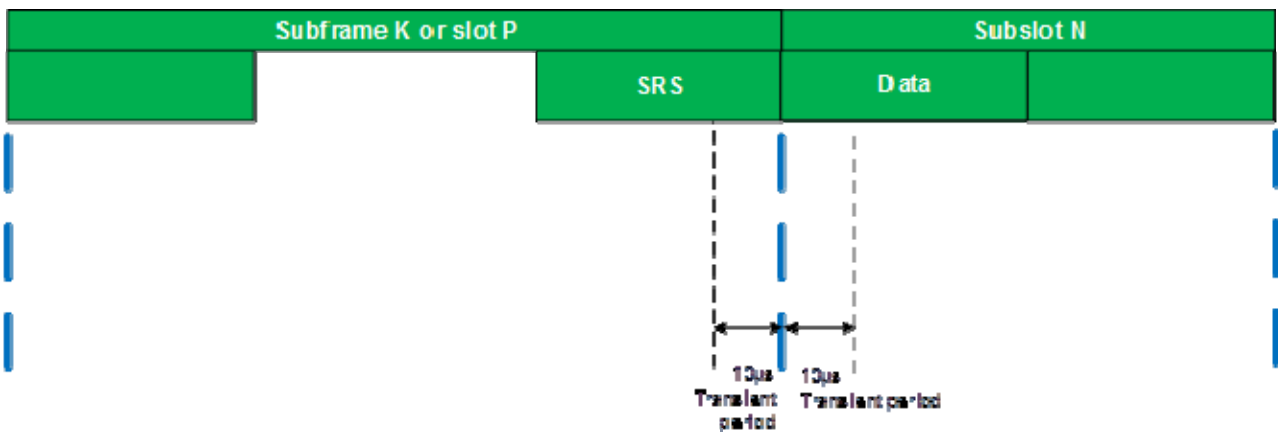 Subframe K or slot P
Subslot N
SRS
Data
10µs
Transient
period
10µs
Transient period